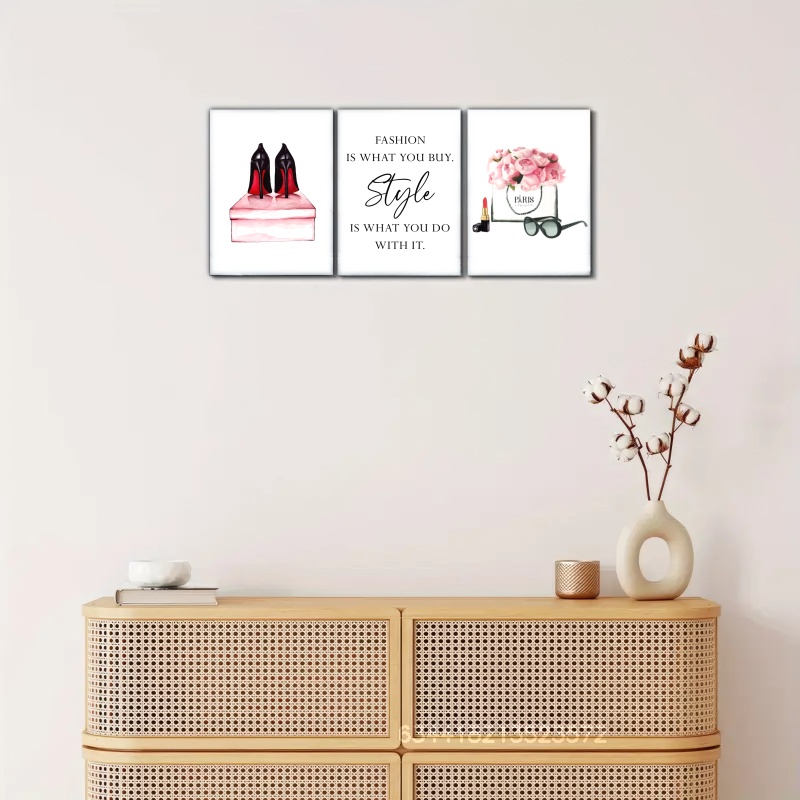 FASHION
IS WHAT YOU BUY.
Style
IS WHAT YOU DO
WITH IT.
PARIS